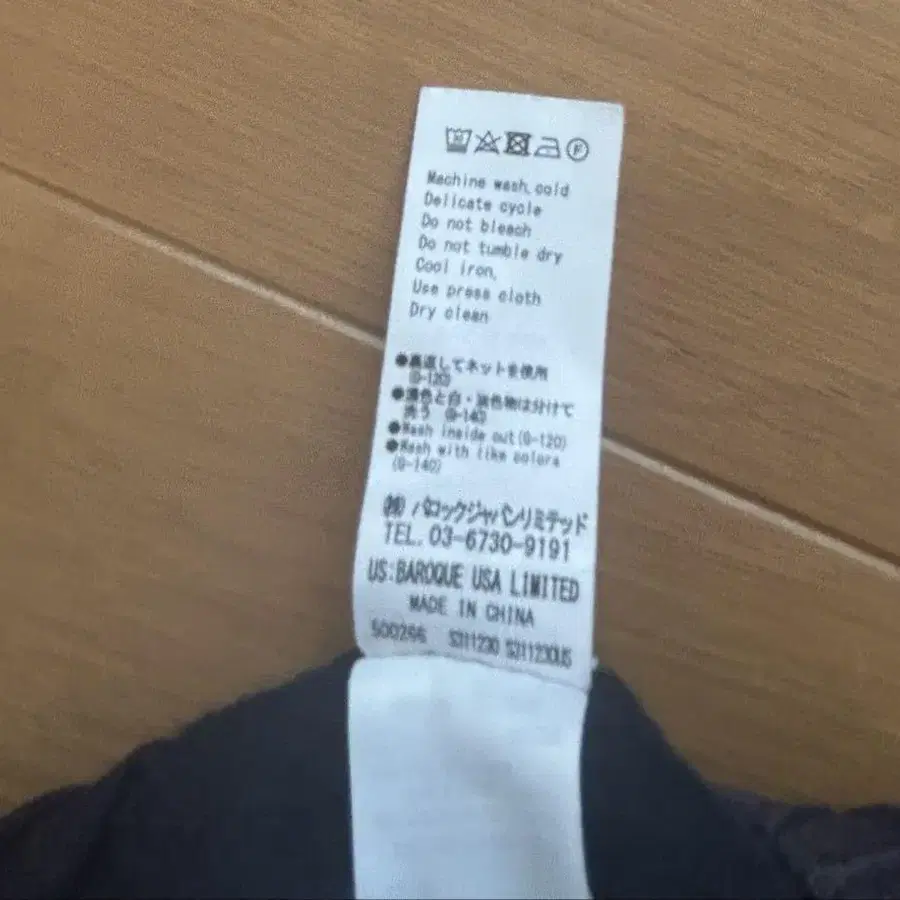 Machine wash, cold
Delicate cycle
Do not bleach
Do not tumble dry
Cool iron,
Use press cloth
Dry clean
●裏返してネットを使用
(G-120)
●濃色と白・淡色物は分けて
洗う (G-140)
●Wash inside out(G-120)
●Wash with like colors
(G-140)
㈱バロックジャパンリミテッド
TEL. 03-6730-9191
US:BAROQUE USA LIMITED
MADE IN CHINA
500266 S311230 S311230US